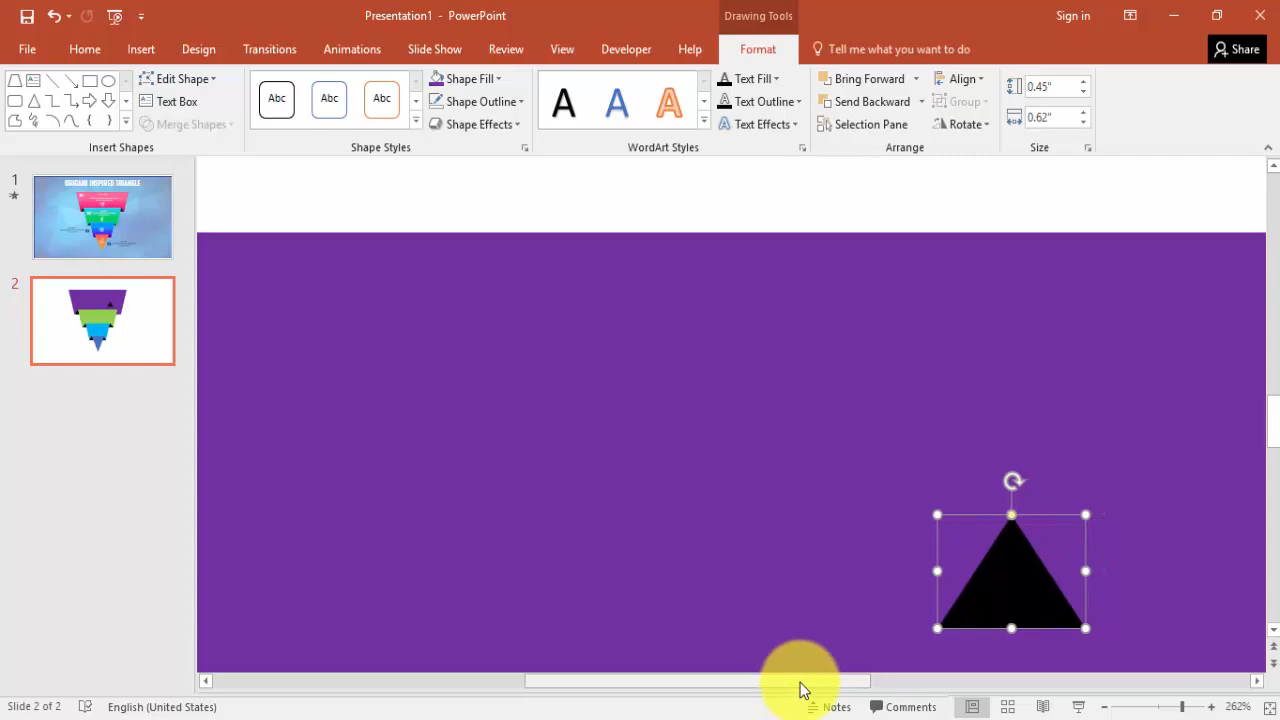 Presentation1 - PowerPoint
Drawing Tools
Sign in
File Home Insert Design Transitions Animations Slide Show Review View Developer Help Format Tell me what you want to do Share
Edit Shape
Text Box
Merge Shapes
Insert Shapes
Abc Abc Abc
Shape Fill
Shape Outline
Shape Effects
Shape Styles
A A A
Text Fill
Text Outline
Text Effects
WordArt Styles
Bring Forward
Send Backward
Selection Pane
Align
Group
Rotate
Arrange
0.45"
0.62"
Size
1
ORIGAMI INSPIRED TRIANGLE
2
Slide 2 of 2 English (United States) Notes Comments